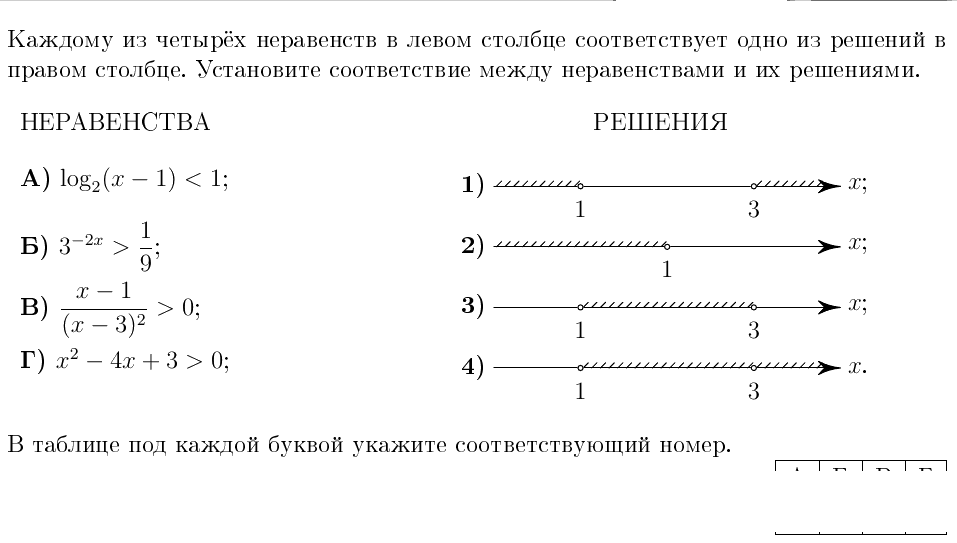 Каждому из четырёх неравенств в левом столбце соответствует одно из решений в
правом столбце. Установите соответствие между неравенствами и их решениями.
НЕРАВЕНСТВА РЕШЕНИЯ
А) log₂(x − 1) < 1; 1) 1 3 x;
Б) 3⁻²ˣ > 1/9; 2) 1 x;
В) (x − 1)/(x − 3)² > 0; 3) 1 3 x;
Г) x² − 4x + 3 > 0; 4) 1 3 x.
В таблице под каждой буквой укажите соответствующий номер.